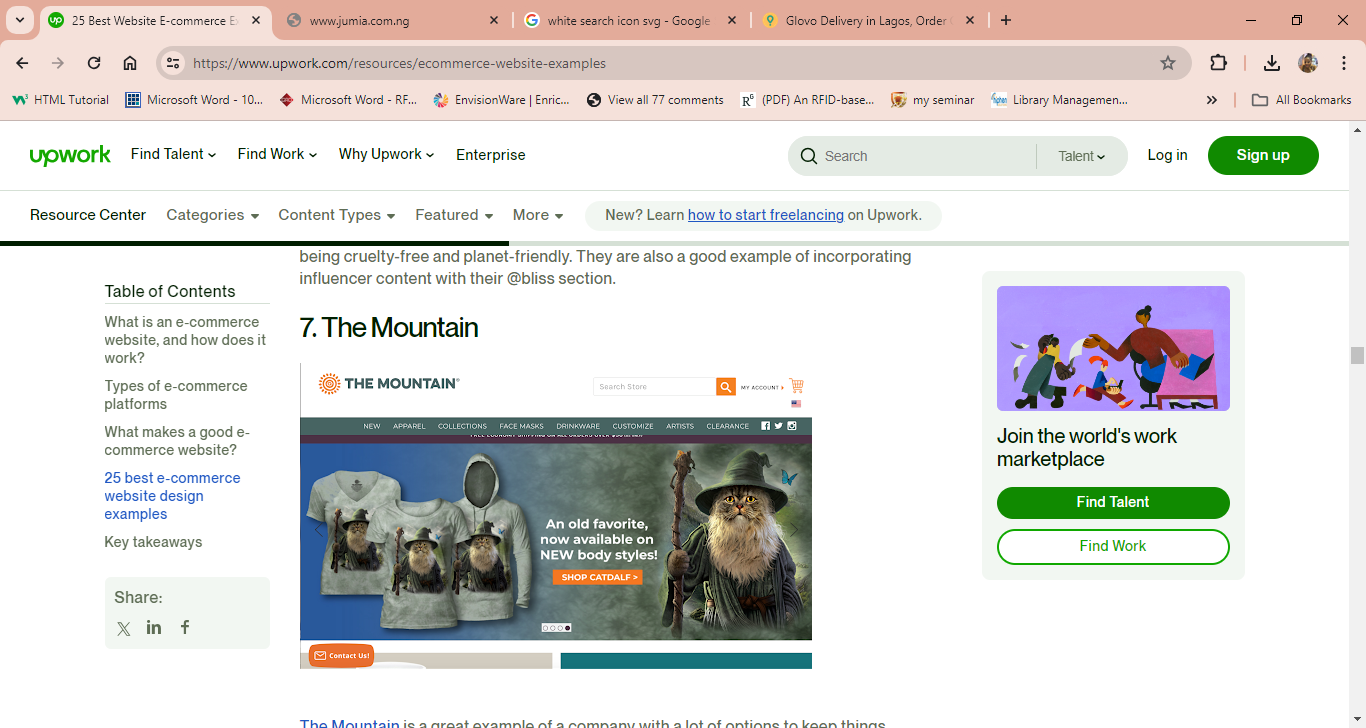 25 Best Website E-commerce Ex
www.jumia.com.ng
white search icon svg - Google
Glovo Delivery in Lagos, Order
https://www.upwork.com/resources/ecommerce-website-examples
HTML Tutorial
Microsoft Word - 10...
Microsoft Word - RF...
EnvisionWare | Enric...
View all 77 comments
(PDF) An RFID-base...
my seminar
Library Managemen...
All Bookmarks
upwork
Find Talent
Find Work
Why Upwork
Enterprise
Search
Talent
Log in
Sign up
Resource Center
Categories
Content Types
Featured
More
New? Learn how to start freelancing on Upwork.
being cruelty-free and planet-friendly. They are also a good example of incorporating
influencer content with their @bliss section.
Table of Contents
What is an e-commerce
website, and how does it
work?
Types of e-commerce
platforms
What makes a good e-
commerce website?
25 best e-commerce
website design
examples
Key takeaways
Share:
7. The Mountain
THE MOUNTAIN®
Search Store
MY ACCOUNT
NEW APPAREL COLLECTIONS FACE MASKS DRINKWARE CUSTOMIZE ARTISTS CLEARANCE
An old favorite,
now available on
NEW body styles!
SHOP CATDALF >
Contact Us!
The Mountain is a great example of a company with a lot of options to keep things
Join the world's work
marketplace
Find Talent
Find Work